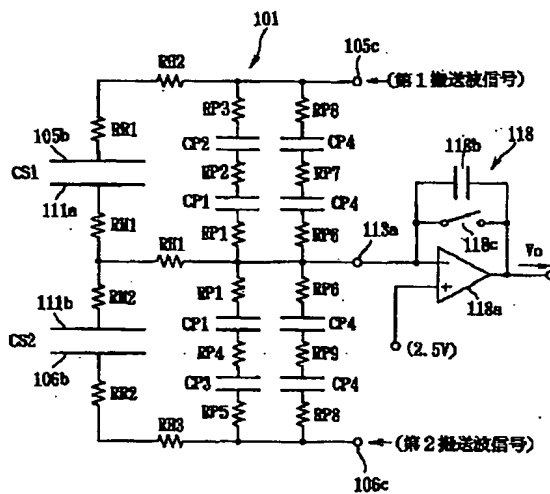 101
105c
RH2
(第1搬送波信号)
RP3
RP8
118
RR1
118b
105b
CP2
CP4
CS1
RP2
RP7
111a
CP1
CP4
118c
RM1
RP1
RP6
113a
Vo
RH1
RM2
RP1
RP6
118a
111b
CP1
CP4
CS2
(2.5V)
106b
RP4
RP9
CP3
CP4
RR2
RP5
RP8
RH3
(第2搬送波信号)
106c